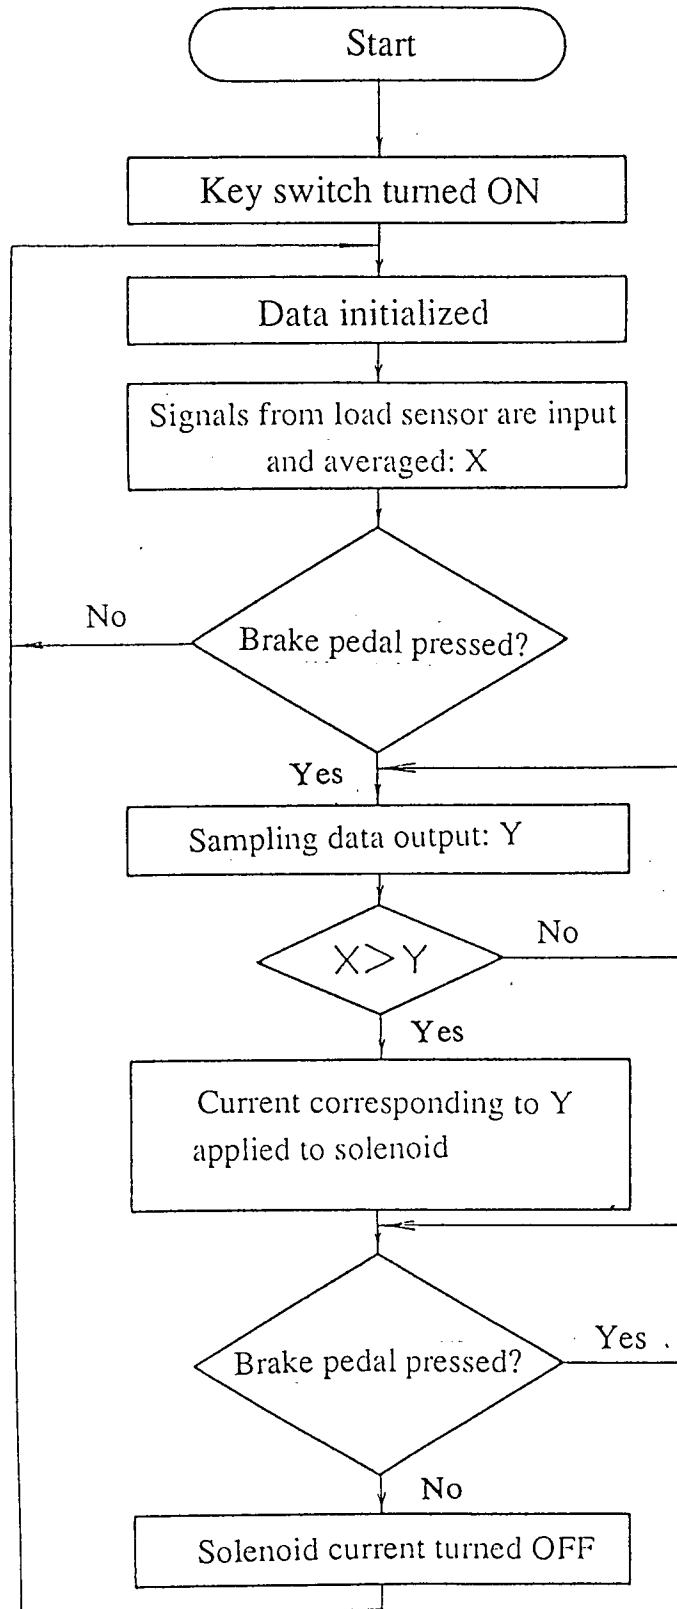 Start
Key switch turned ON
Data initialized
Signals from load sensor are input
and averaged: X
No
Brake pedal pressed?
Yes
Sampling data output: Y
X>Y
No
Yes
Current corresponding to Y
applied to solenoid
Brake pedal pressed?
Yes
No
Solenoid current turned OFF